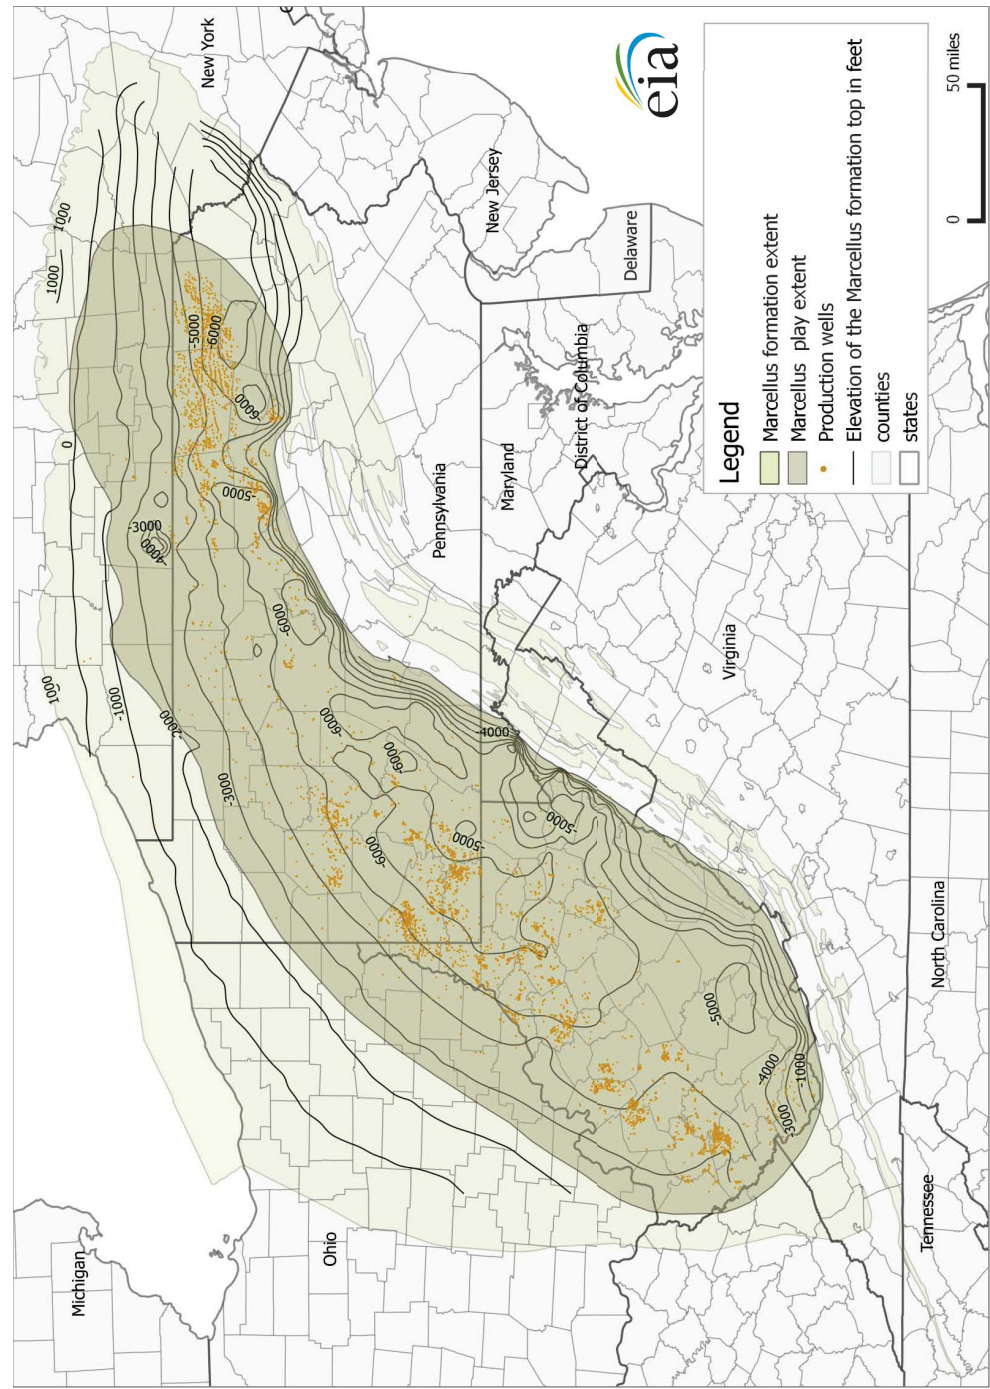 New York
1000
1000
0
-5000
-6000
-6000
-5000
-3000
-4000
-6000
1000
-1000
-2000
-3000
-6000
-6000
-6000
-5000
-4000
-5000
-5000
-4000
-3000
-1000
New Jersey
Delaware
Pennsylvania
Maryland
District of Columbia
Virginia
North Carolina
Tennessee
Ohio
Michigan
eia
Legend
Marcellus formation extent
Marcellus play extent
Production wells
Elevation of the Marcellus formation top in feet
counties
states
0
50 miles